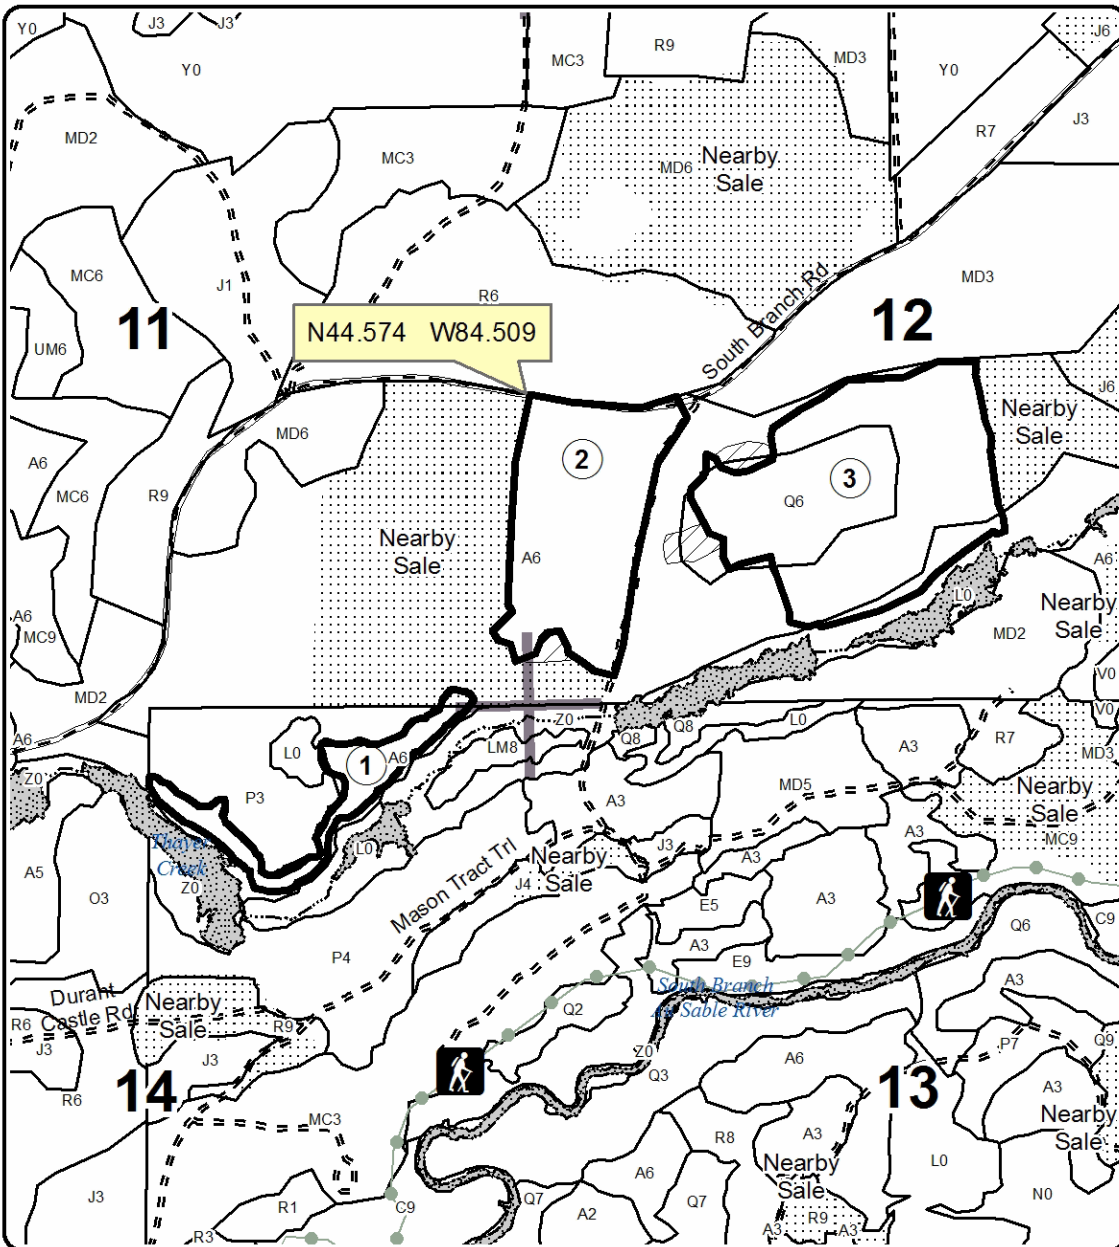 Y0
J3
J3
R9
J6
MC3
MD3
Y0
Y0
J3
MD2
R7
MC3
Nearby
Sale
MD6
MC6
J1
MD3
R6
11
N44.574 W84.509
South Branch Rd
12
UM6
J6
Nearby
Sale
MD6
A6
2
3
MC6
R9
Q6
Nearby
Sale
A6
A6
L0
Nearby
Sale
A6
MC9
MD2
MD2
V0
V0
Z0
L0
Q8
Q8
A6
LM8
A3
R7
MD3
L0
1
A6
Z0
P3
MD5
Nearby
Sale
A3
A3
MC9
Thayer
Creek
L0
J3
A3
A5
Z0
Mason Tract Trl
Nearby
Sale
J4
O3
E5
A3
C9
Q6
A3
P4
E9
A3
South Branch
Au Sable River
Durant
Castle Rd
Nearby
Sale
Q2
R6
R9
P7
Q9
J3
J3
Z0
A6
Q3
14
13
R6
A3
Nearby
Sale
MC3
R8
A3
J3
A6
Nearby
Sale
L0
R1
Q7
Q7
N0
C9
A2
R9
R3
A3
A3